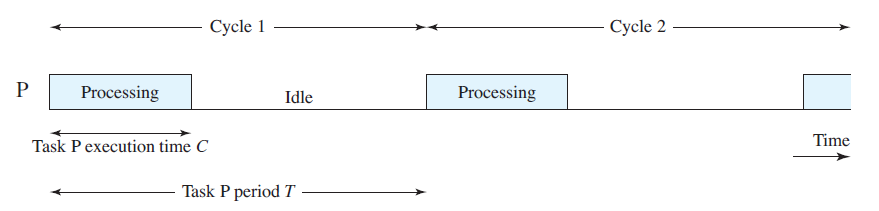 Cycle 1
Cycle 2
P
Processing
Idle
Processing
Task P execution time C
Time
Task P period T